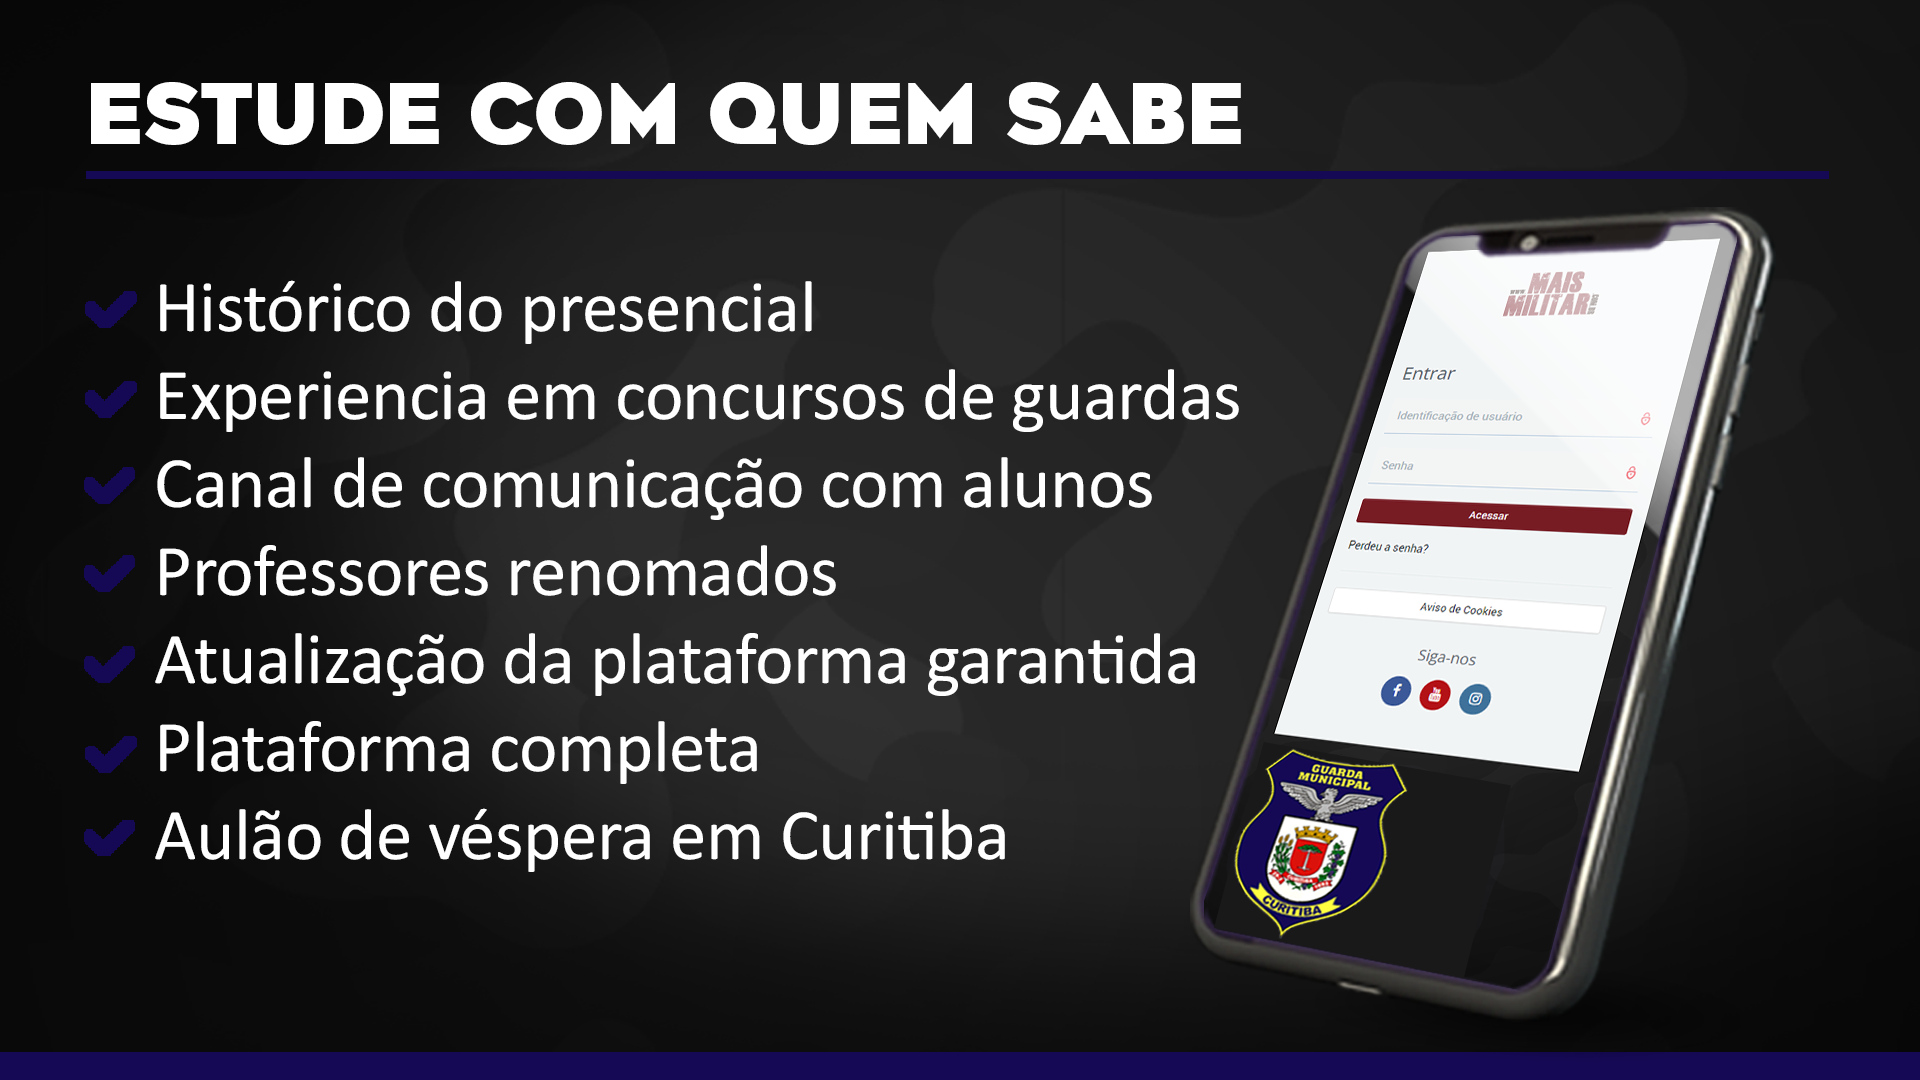 ESTUDE COM QUEM SABE
Histórico do presencial
Experiencia em concursos de guardas
Canal de comunicação com alunos
Professores renomados
Atualização da plataforma garantida
Plataforma completa
Aulão de véspera em Curitiba
www.
MAIS
MILITAR
Entrar
Identificação de usuário
Senha
Acessar
Perdeu a senha?
Aviso de Cookies
Siga-nos
GUARDA
MUNICIPAL
CURITIBA